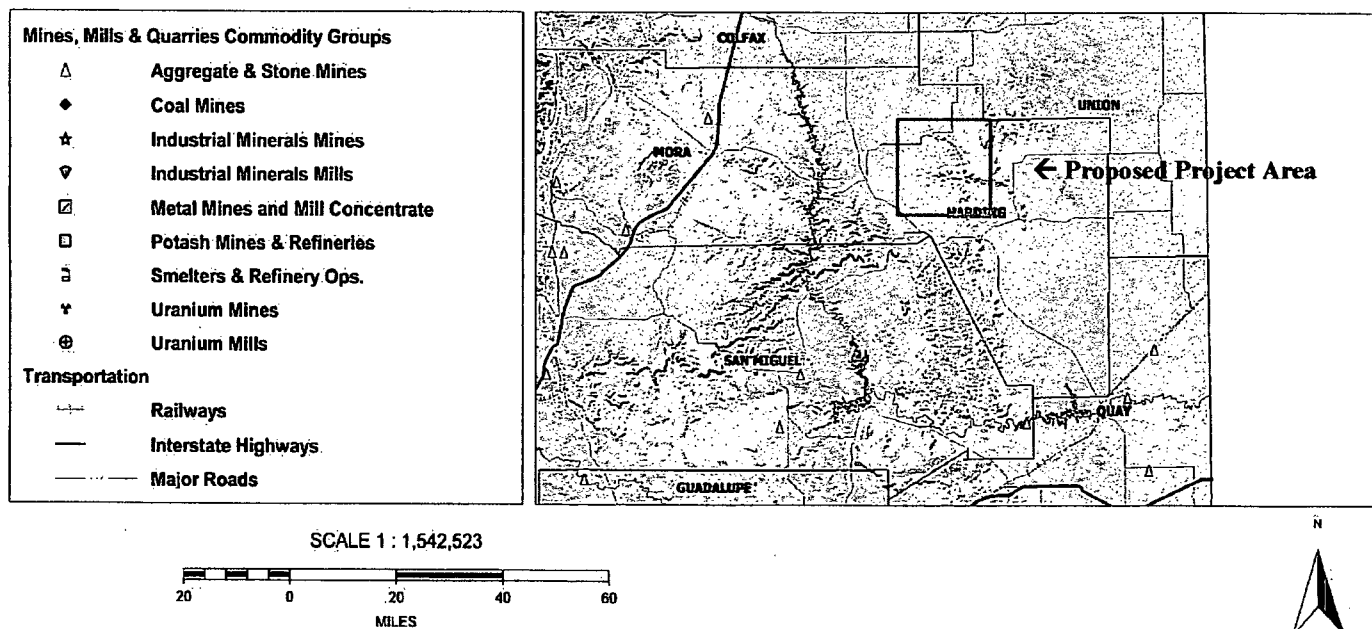 Mines, Mills & Quarries Commodity Groups
Aggregate & Stone Mines
Coal Mines
Industrial Minerals Mines
Industrial Minerals Mills
Metal Mines and Mill Concentrate
Potash Mines & Refineries
Smelters & Refinery Ops.
Uranium Mines
Uranium Mills
Transportation
Railways
Interstate Highways
Major Roads
COLFAX
UNION
MORA
← Proposed Project Area
HARDING
SAN MIGUEL
QUAY
GUADALUPE
SCALE 1 : 1,542,523
20 0 20 40 60
MILES
N